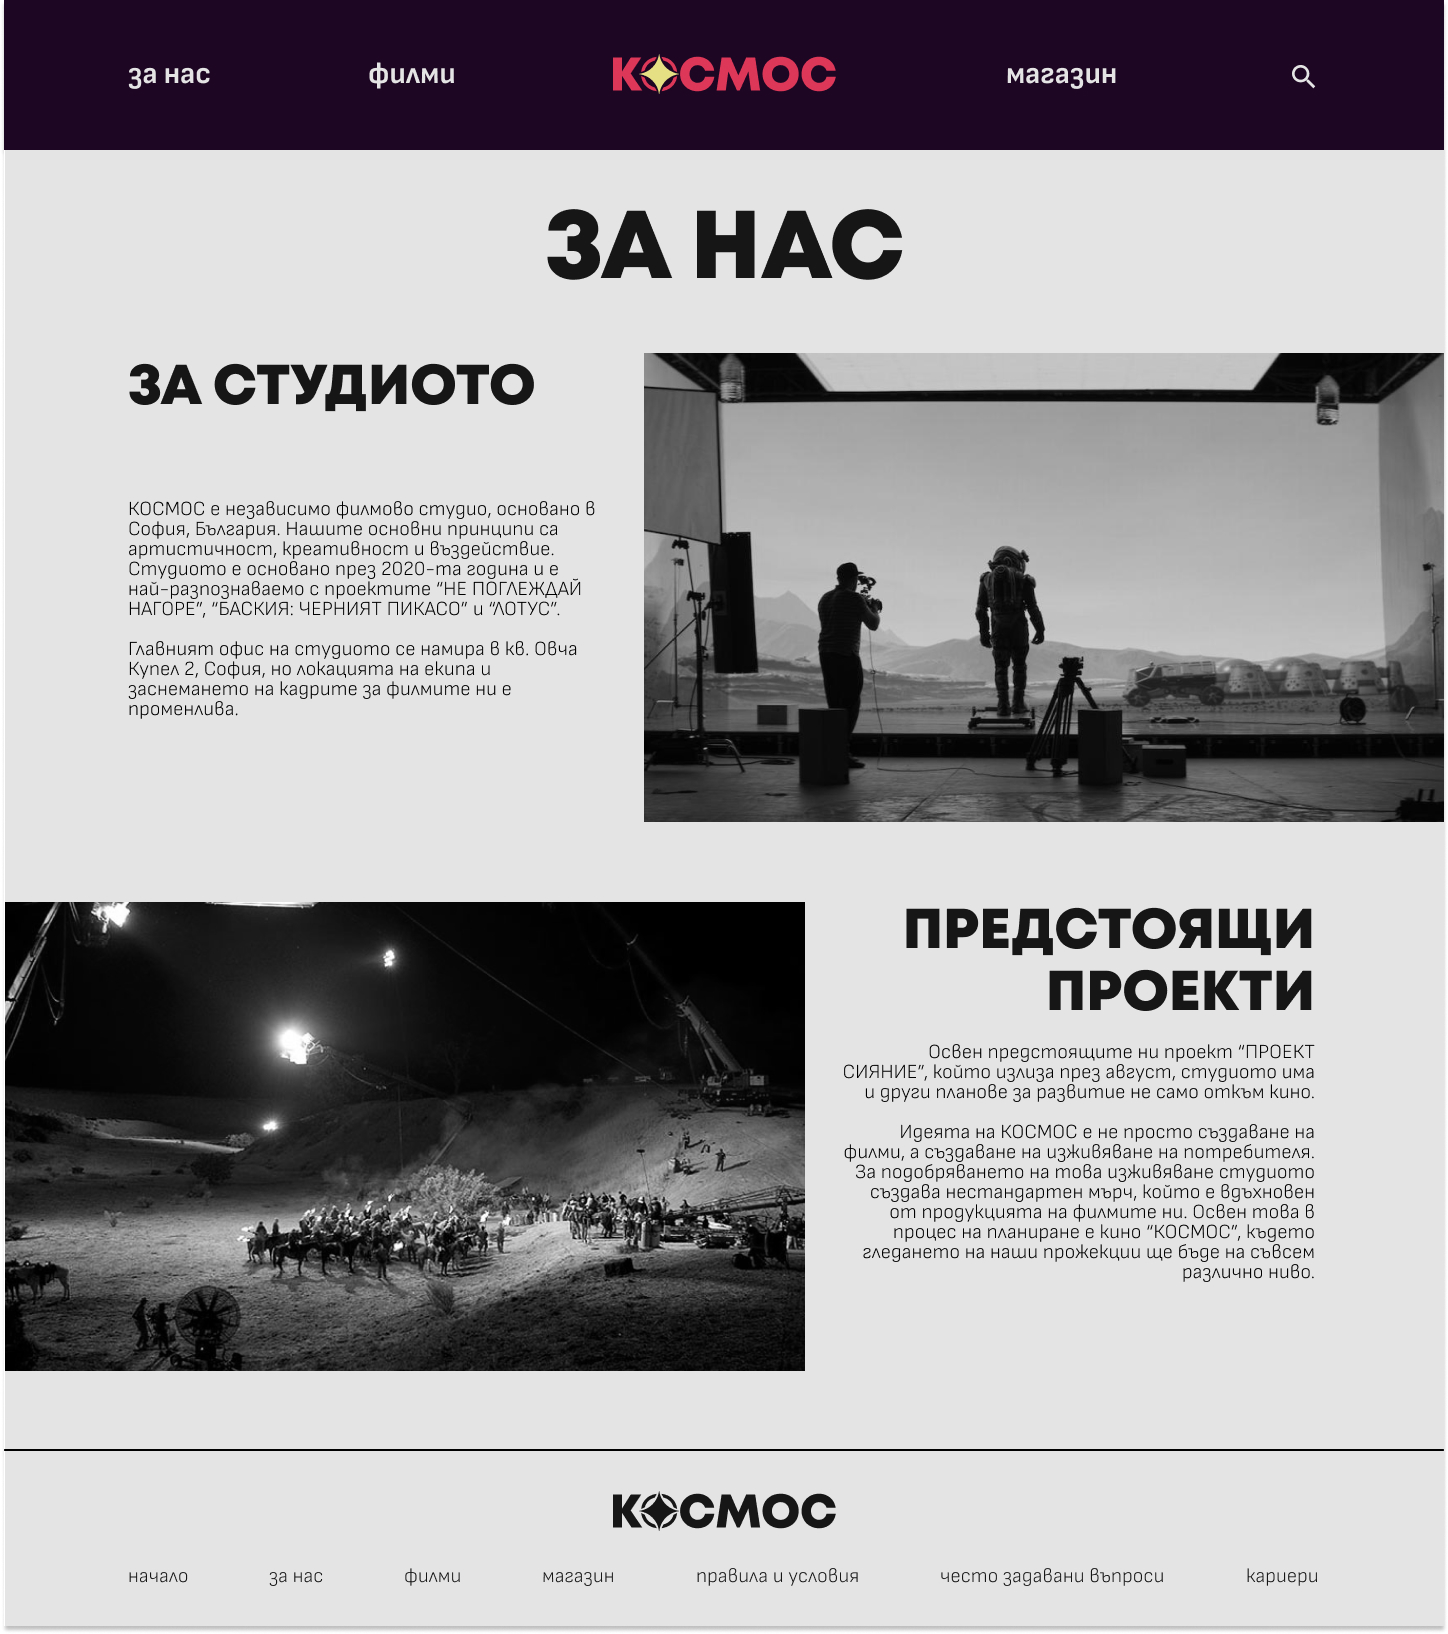 за нас
филми
КОСМОС
магазин
ЗА НАС
ЗА СТУДИОТО
КОСМОС е независимо филмово студио, основано в
София, България. Нашите основни принципи са
артистичност, креативност и въздействие.
Студиото е основано през 2020-та година и е
най-разпознаваемо с проектите “НЕ ПОГЛЕЖДАЙ
НАГОРЕ”, “БАСКИЯ: ЧЕРНИЯТ ПИКАСО” и “ЛОТУС”.
Главният офис на студиото се намира в кв. Овча
Купел 2, София, но локацията на екипа и
заснемането на кадрите за филмите ни е
променлива.
ПРЕДСТОЯЩИ
ПРОЕКТИ
Освен предстоящите ни проект “ПРОЕКТ
СИЯНИЕ”, който излиза през август, студиото има
и други планове за развитие не само откъм кино.
Идеята на КОСМОС е не просто създаване на
филми, а създаване на изживяване на потребителя.
За подобряването на това изживяване студиото
създава нестандартен мърч, който е вдъхновен
от продукцията на филмите ни. Освен това в
процес на планиране е кино “КОСМОС”, където
гледането на наши прожекции ще бъде на съвсем
различно ниво.
КОСМОС
начало
за нас
филми
магазин
правила и условия
често задавани въпроси
кариери